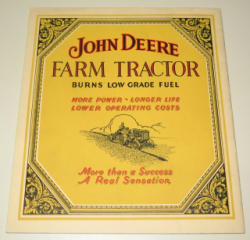 JOHN DEERE
FARM TRACTOR
BURNS LOW GRADE FUEL
MORE POWER - LONGER LIFE
LOWER OPERATING COSTS
More than a Success
A Real Sensation